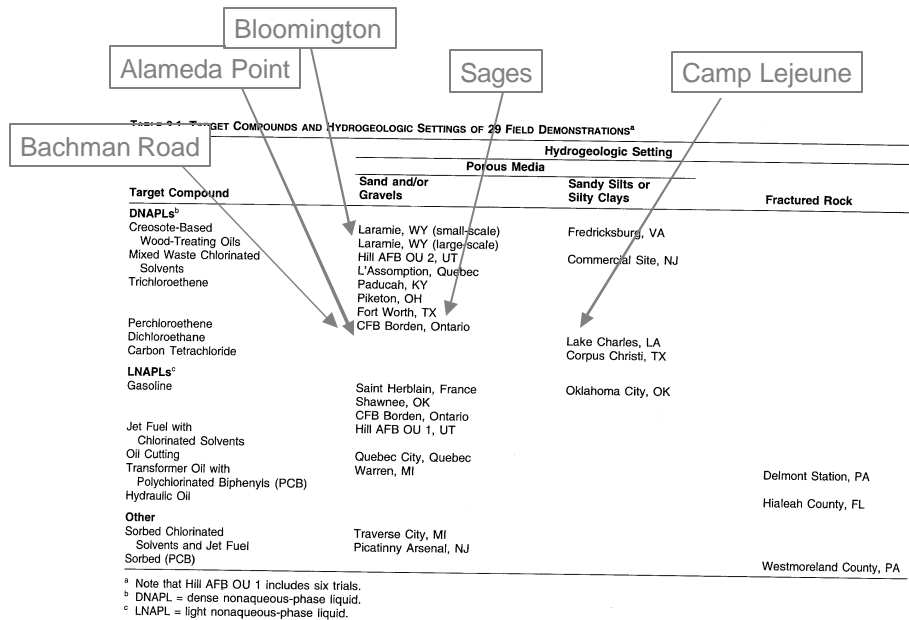 Bloomington
Alameda Point
Sages
Camp Lejeune
Bachman Road
TARGET COMPOUNDS AND HYDROGEOLOGIC SETTINGS OF 29 FIELD DEMONSTRATIONSa
Hydrogeologic Setting
Porous Media
Target Compound Sand and/or Gravels Sandy Silts or Silty Clays Fractured Rock
DNAPLsb
Creosote-Based Laramie, WY (small-scale) Fredricksburg, VA
Wood-Treating Oils Laramie, WY (large-scale)
Mixed Waste Chlorinated Hill AFB OU 2, UT Commercial Site, NJ
Solvents L'Assomption, Quebec
Trichloroethene Paducah, KY
Piketon, OH
Fort Worth, TX
Perchloroethene CFB Borden, Ontario
Dichloroethane Lake Charles, LA
Carbon Tetrachloride Corpus Christi, TX
LNAPLsc
Gasoline Saint Herblain, France Oklahoma City, OK
Shawnee, OK
CFB Borden, Ontario
Jet Fuel with Hill AFB OU 1, UT
Chlorinated Solvents
Oil Cutting Quebec City, Quebec
Transformer Oil with Warren, MI Delmont Station, PA
Polychlorinated Biphenyls (PCB)
Hydraulic Oil Hialeah County, FL
Other
Sorbed Chlorinated Traverse City, MI
Solvents and Jet Fuel Picatinny Arsenal, NJ
Sorbed (PCB) Westmoreland County, PA
a Note that Hill AFB OU 1 includes six trials.
b DNAPL = dense nonaqueous-phase liquid.
c LNAPL = light nonaqueous-phase liquid.